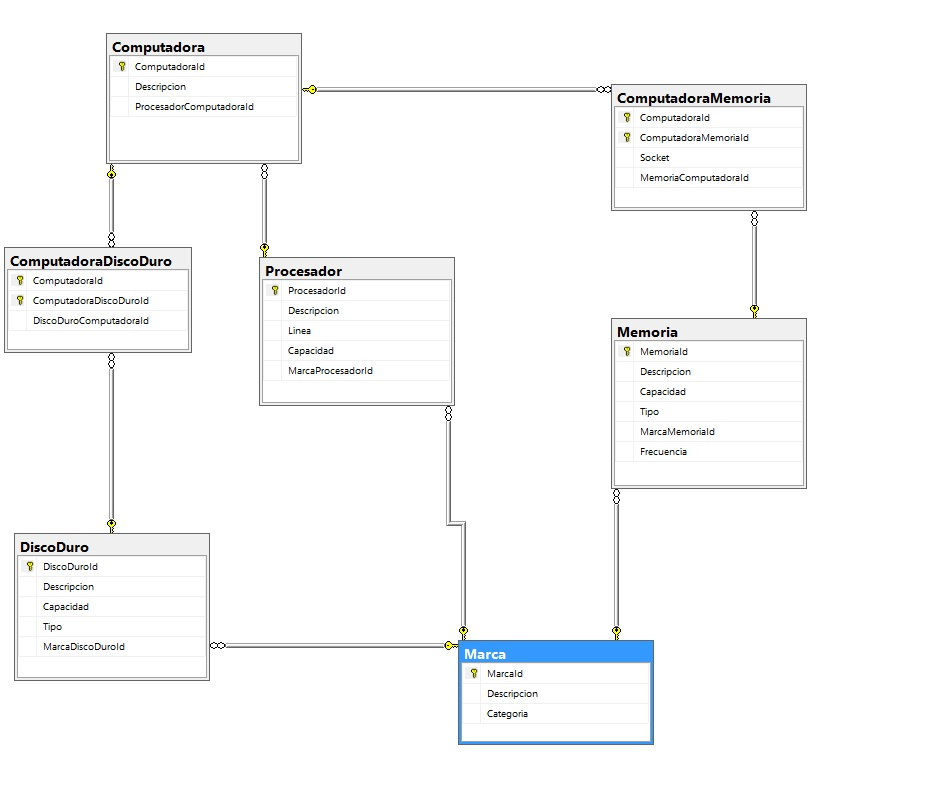 Computadora
ComputadoraId
Descripcion
ProcesadorComputadoraId
ComputadoraMemoria
ComputadoraId
ComputadoraMemoriaId
Socket
MemoriaComputadoraId
ComputadoraDiscoDuro
ComputadoraId
ComputadoraDiscoDuroId
DiscoDuroComputadoraId
Procesador
ProcesadorId
Descripcion
Linea
Capacidad
MarcaProcesadorId
Memoria
MemoriaId
Descripcion
Capacidad
Tipo
MarcaMemoriaId
Frecuencia
DiscoDuro
DiscoDuroId
Descripcion
Capacidad
Tipo
MarcaDiscoDuroId
Marca
MarcaId
Descripcion
Categoria